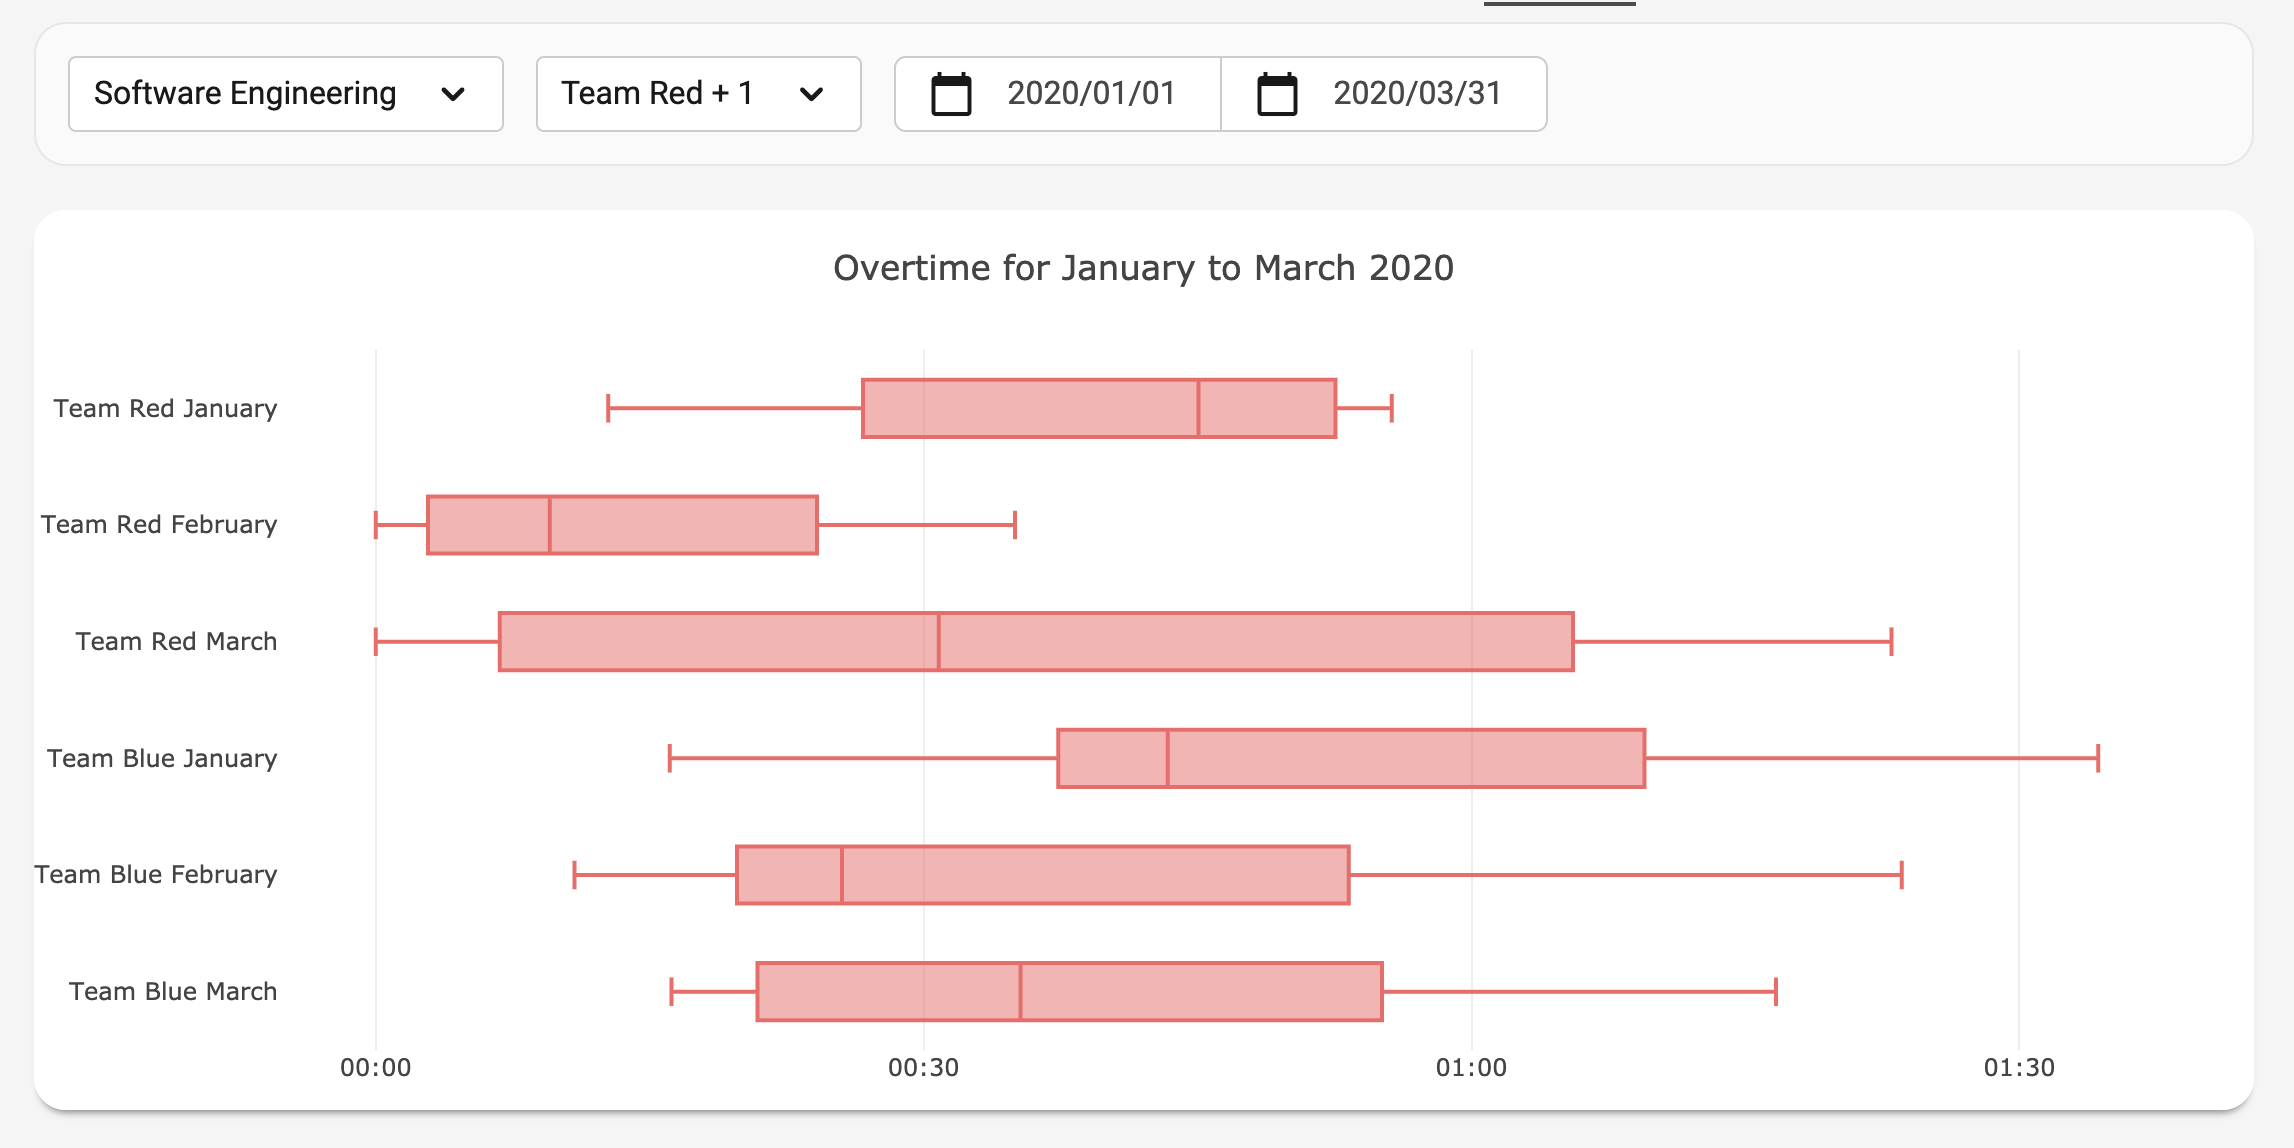 Software Engineering
Team Red + 1
2020/01/01
2020/03/31
Overtime for January to March 2020
Team Red January
Team Red February
Team Red March
Team Blue January
Team Blue February
Team Blue March
00:00
00:30
01:00
01:30